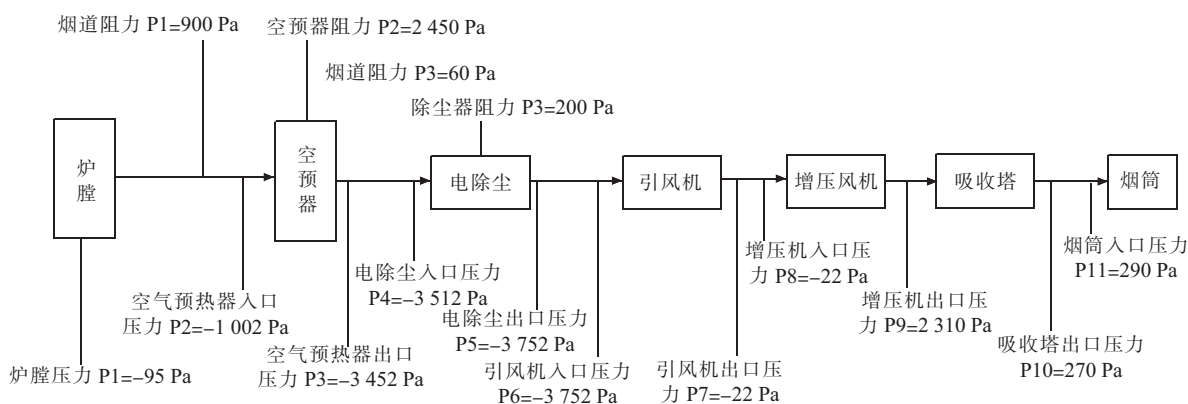 烟道阻力 P1=900 Pa
空预器阻力 P2=2 450 Pa
烟道阻力 P3=60 Pa
除尘器阻力 P3=200 Pa
炉膛
空预器
电除尘
引风机
增压风机
吸收塔
烟筒
炉膛压力 P1=−95 Pa
空气预热器入口
压力 P2=−1 002 Pa
空气预热器出口
压力 P3=−3 452 Pa
电除尘入口压力
P4=−3 512 Pa
电除尘出口压力
P5=−3 752 Pa
引风机入口压力
P6=−3 752 Pa
引风机出口压
力 P7=−22 Pa
增压机入口压
力 P8=−22 Pa
增压机出口压
力 P9=2 310 Pa
吸收塔出口压力
P10=270 Pa
烟筒入口压力
P11=290 Pa